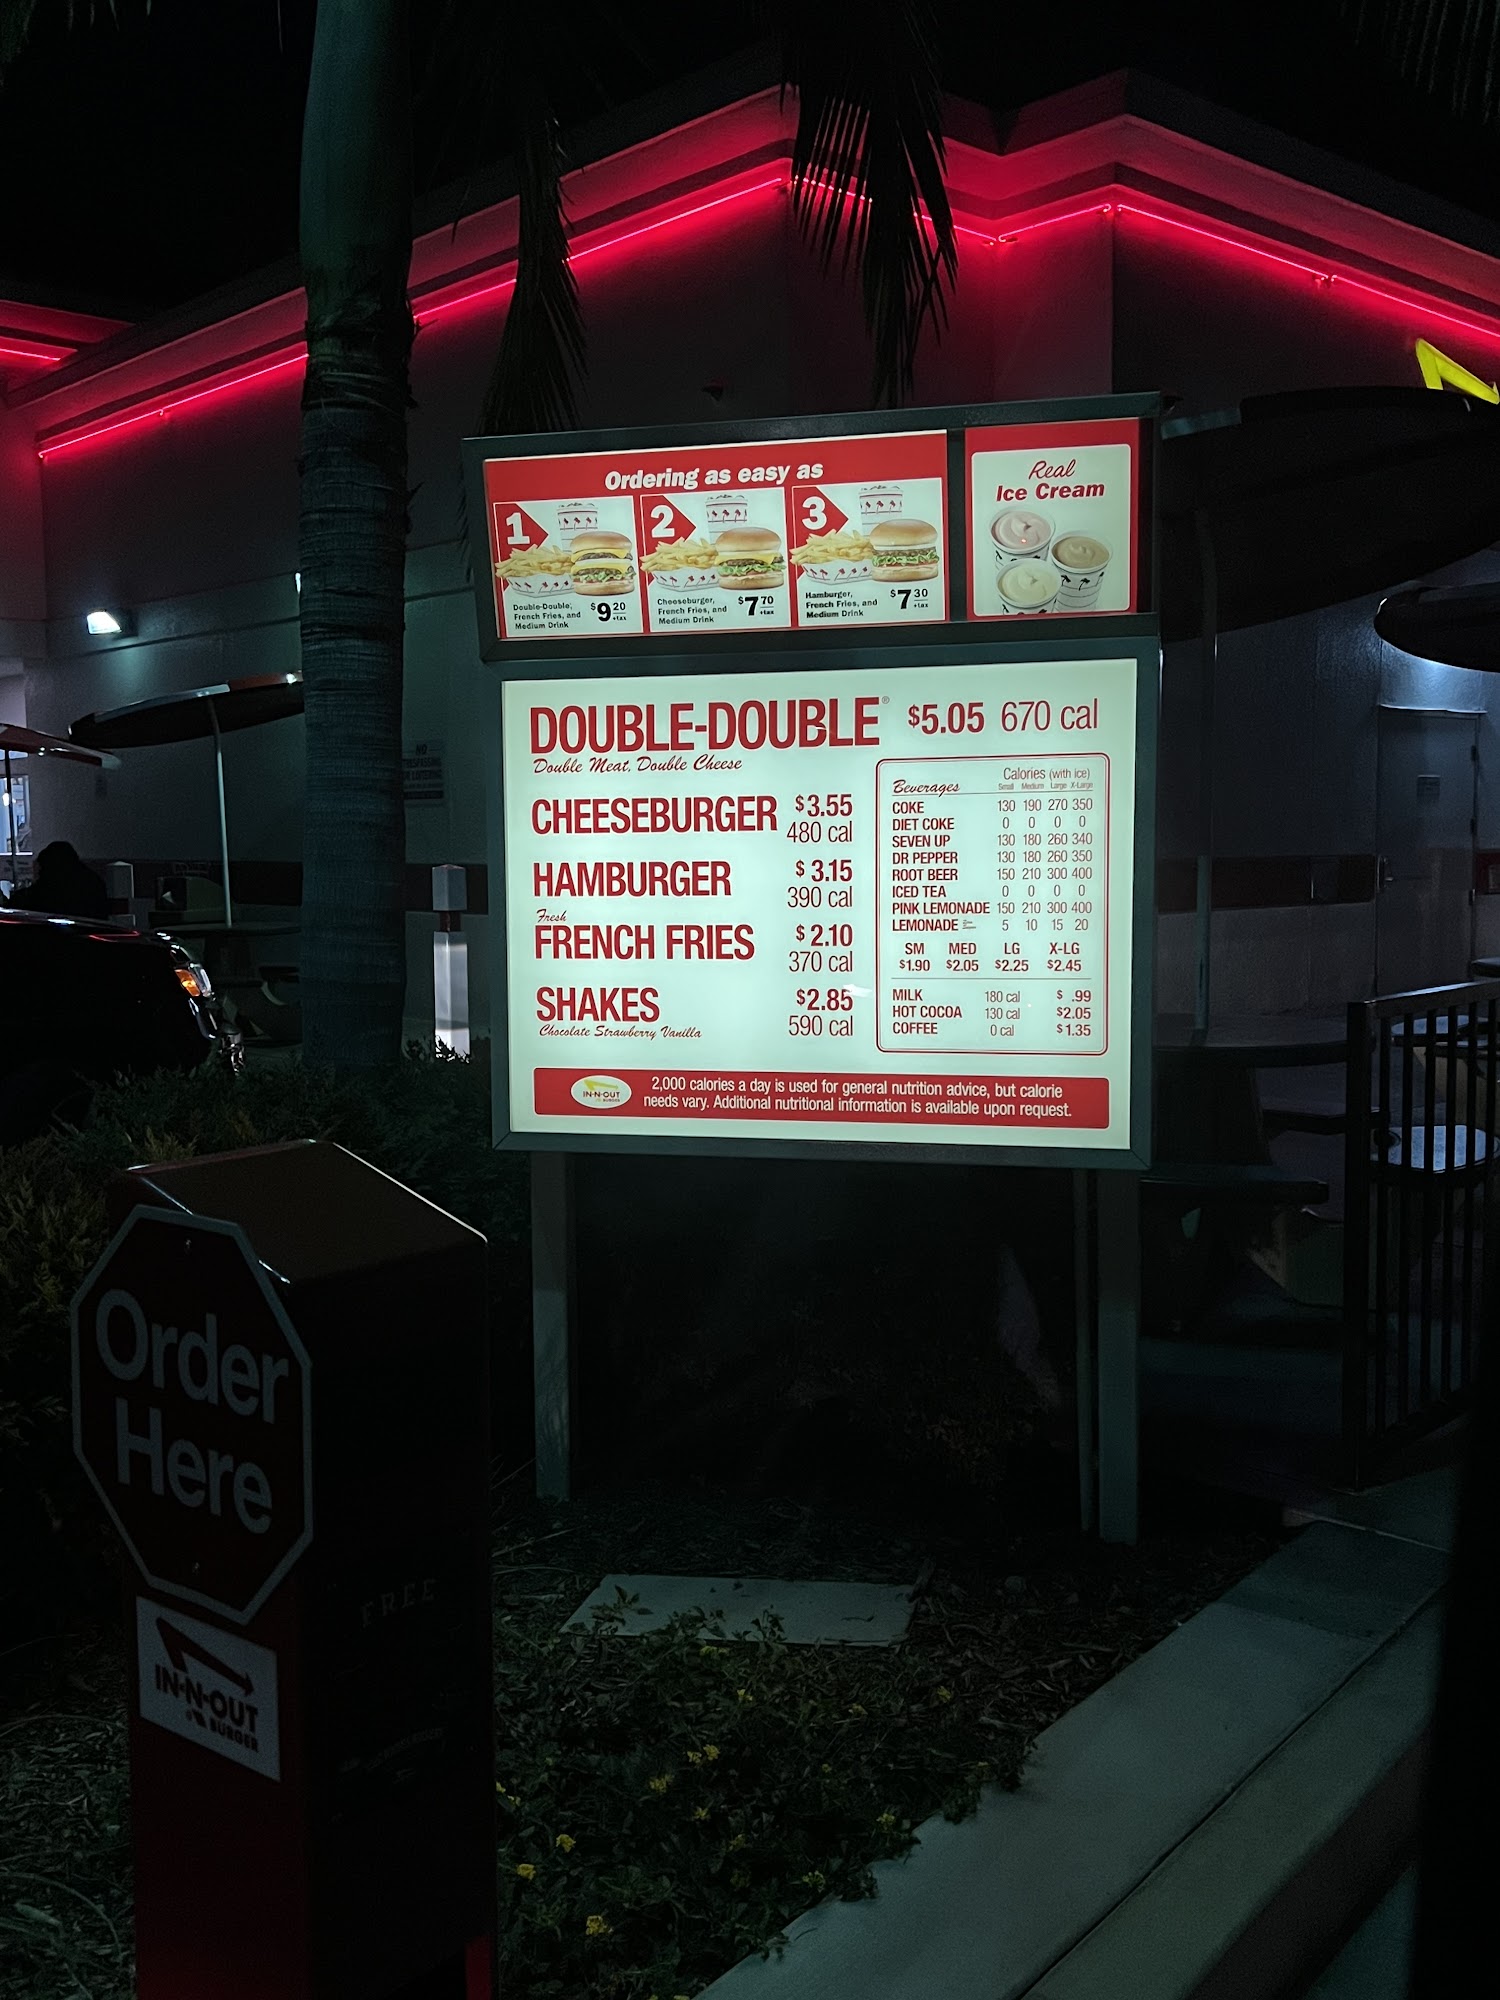 Ordering as easy as
1
Double-Double,
French Fries, and
Medium Drink
$9 20
+tax
2
Cheeseburger,
French Fries, and
Medium Drink
$7 70
+tax
3
Hamburger,
French Fries, and
Medium Drink
$7 30
+tax
Real
Ice Cream
DOUBLE-DOUBLE® $5.05 670 cal
Double Meat, Double Cheese
CHEESEBURGER $3.55
480 cal
HAMBURGER $3.15
390 cal
Fresh
FRENCH FRIES $2.10
370 cal
SHAKES $2.85
Chocolate Strawberry Vanilla 590 cal
Beverages Calories (with ice)
Small Medium Large X-Large
COKE 130 190 270 350
DIET COKE 0 0 0 0
SEVEN UP 130 180 260 340
DR PEPPER 130 180 260 350
ROOT BEER 150 210 300 400
ICED TEA 0 0 0 0
PINK LEMONADE 150 210 300 400
LEMONADE 5 10 15 20
SM MED LG X-LG
$1.90 $2.05 $2.25 $2.45
MILK 180 cal $ .99
HOT COCOA 130 cal $2.05
COFFEE 0 cal $1.35
IN-N-OUT
BURGER
2,000 calories a day is used for general nutrition advice, but calorie
needs vary. Additional nutritional information is available upon request.
NO
TRESPASSING
OR LOITERING
Order
Here
IN-N-OUT
BURGER
FREE